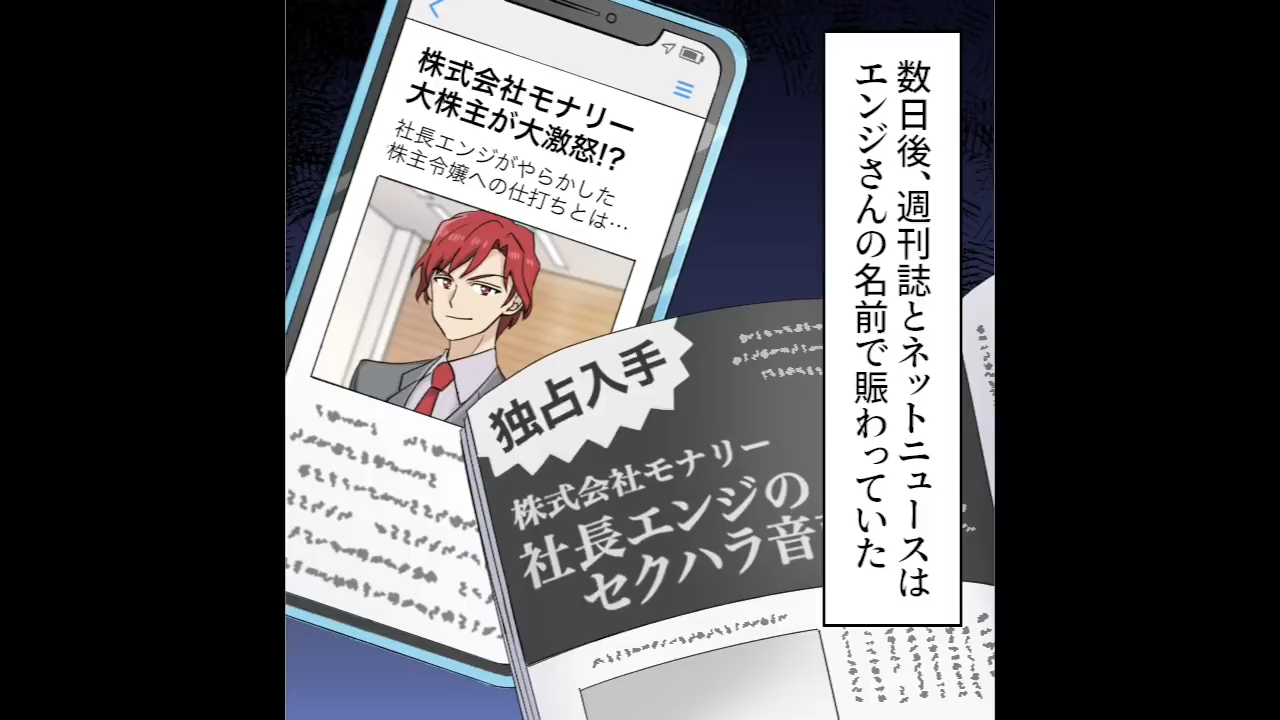 数日後、週刊誌とネットニュースは
エンジさんの名前で賑わっていた
株式会社モナリー
大株主が大激怒!?
社長エンジがやらかした
株主令嬢への仕打ちとは…
独占入手
株式会社モナリー
社長エンジの
セクハラ音